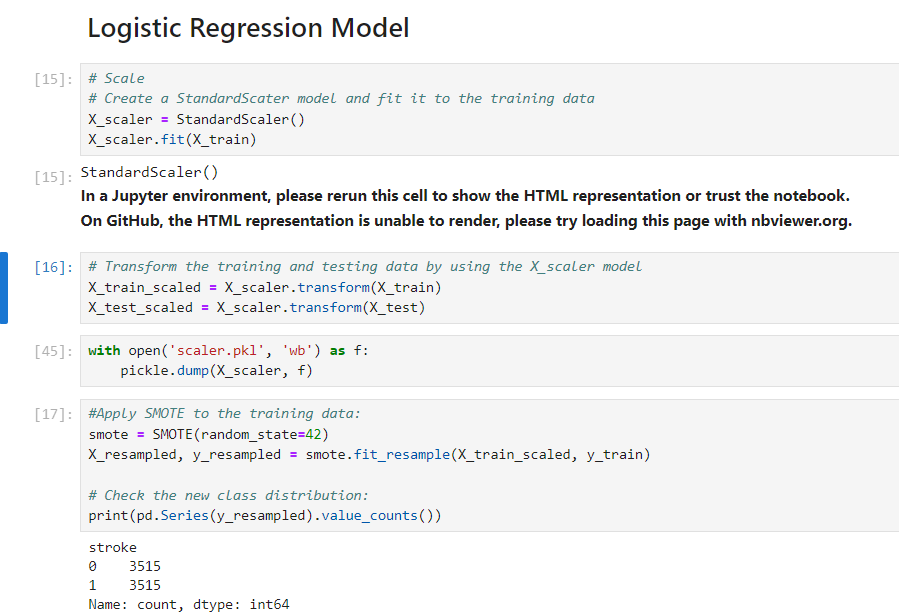 Logistic Regression Model
[15]: # Scale
# Create a StandardScater model and fit it to the training data
X_scaler = StandardScaler()
X_scaler.fit(X_train)
[15]: StandardScaler()
In a Jupyter environment, please rerun this cell to show the HTML representation or trust the notebook.
On GitHub, the HTML representation is unable to render, please try loading this page with nbviewer.org.
[16]: # Transform the training and testing data by using the X_scaler model
X_train_scaled = X_scaler.transform(X_train)
X_test_scaled = X_scaler.transform(X_test)
[45]: with open('scaler.pkl', 'wb') as f:
    pickle.dump(X_scaler, f)
[17]: #Apply SMOTE to the training data:
smote = SMOTE(random_state=42)
X_resampled, y_resampled = smote.fit_resample(X_train_scaled, y_train)
# Check the new class distribution:
print(pd.Series(y_resampled).value_counts())
stroke
0    3515
1    3515
Name: count, dtype: int64